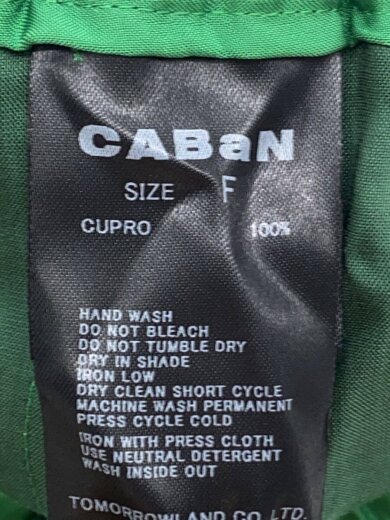 CABaN
SIZE F
CUPRO 100%
HAND WASH
DO NOT BLEACH
DO NOT TUMBLE DRY
DRY IN SHADE
IRON LOW
DRY CLEAN SHORT CYCLE
MACHINE WASH PERMANENT
PRESS CYCLE COLD
IRON WITH PRESS CLOTH
USE NEUTRAL DETERGENT
WASH INSIDE OUT
TOMORROWLAND CO.,LTD.